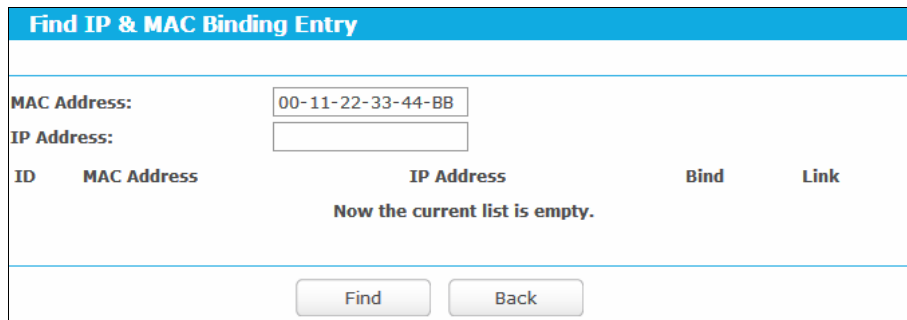 Find IP & MAC Binding Entry
MAC Address: 00-11-22-33-44-BB
IP Address:
ID MAC Address IP Address Bind Link
Now the current list is empty.
Find Back